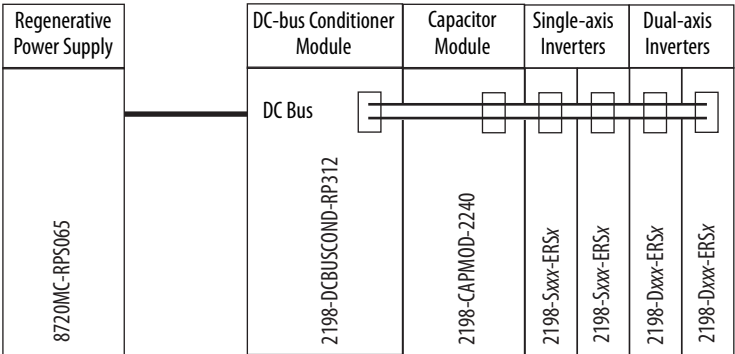 Regenerative
Power Supply
DC-bus Conditioner
Module
Capacitor
Module
Single-axis
Inverters
Dual-axis
Inverters
DC Bus
8720MC-RPS065
2198-DCBUSCOND-RP312
2198-CAPMOD-2240
2198-Sxxx-ERSx
2198-Sxxx-ERSx
2198-Dxxx-ERSx
2198-Dxxx-ERSx